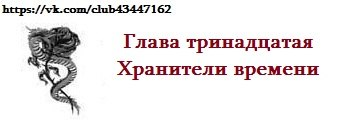 https://vk.com/club43447162
Глава тринадцатая
Хранители времени